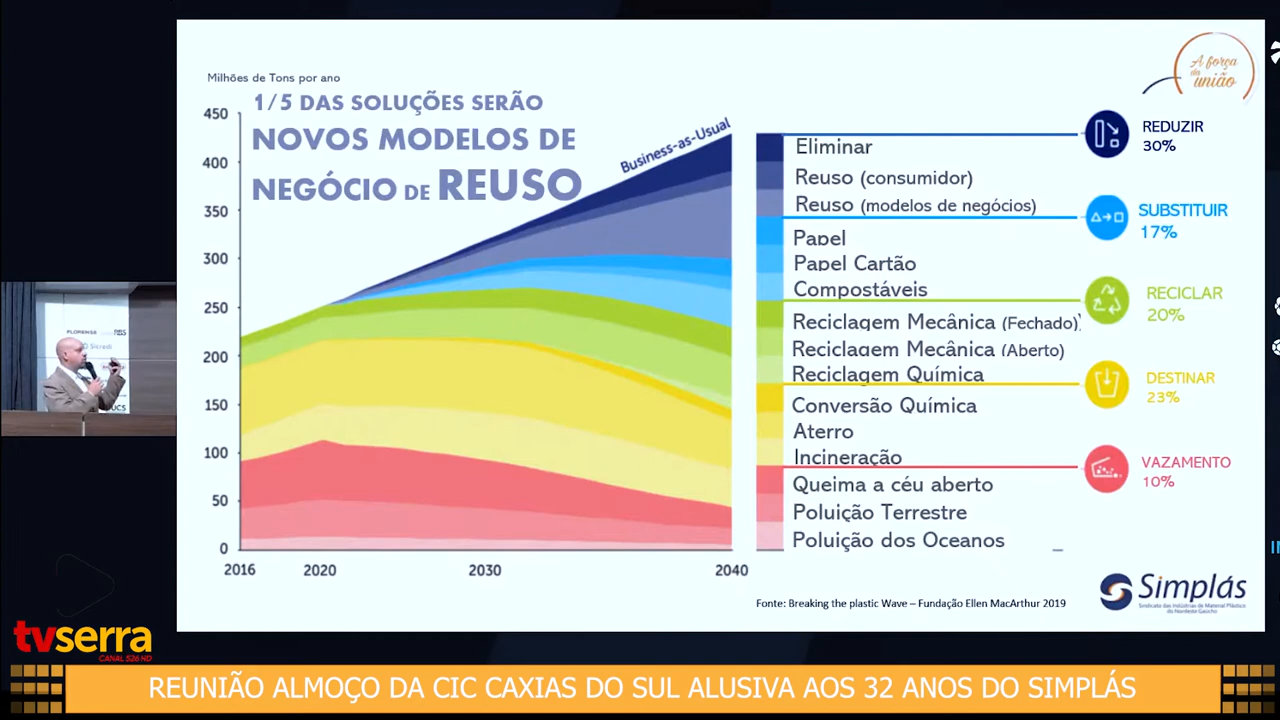 Milhões de Tons por ano
1/5 DAS SOLUÇÕES SERÃO
NOVOS MODELOS DE
NEGÓCIO DE REUSO
A força
da
união
450
400
350
300
250
200
150
100
50
0
2016
2020
2030
2040
Business-as-Usual
Eliminar
Reuso (consumidor)
Reuso (modelos de negócios)
Papel
Papel Cartão
Compostáveis
Reciclagem Mecânica (Fechado)
Reciclagem Mecânica (Aberto)
Reciclagem Química
Conversão Química
Aterro
Incineração
Queima a céu aberto
Poluição Terrestre
Poluição dos Oceanos
REDUZIR
30%
SUBSTITUIR
17%
RECICLAR
20%
DESTINAR
23%
VAZAMENTO
10%
Fonte: Breaking the plastic Wave – Fundação Ellen MacArthur 2019
Simplás
Sindicato das Indústrias de Material Plástico
do Nordeste Gaúcho
FLORENSE
RBS
Sicredi
UCS
tvserra
CANAL 526 HD
REUNIÃO ALMOÇO DA CIC CAXIAS DO SUL ALUSIVA AOS 32 ANOS DO SIMPLÁS